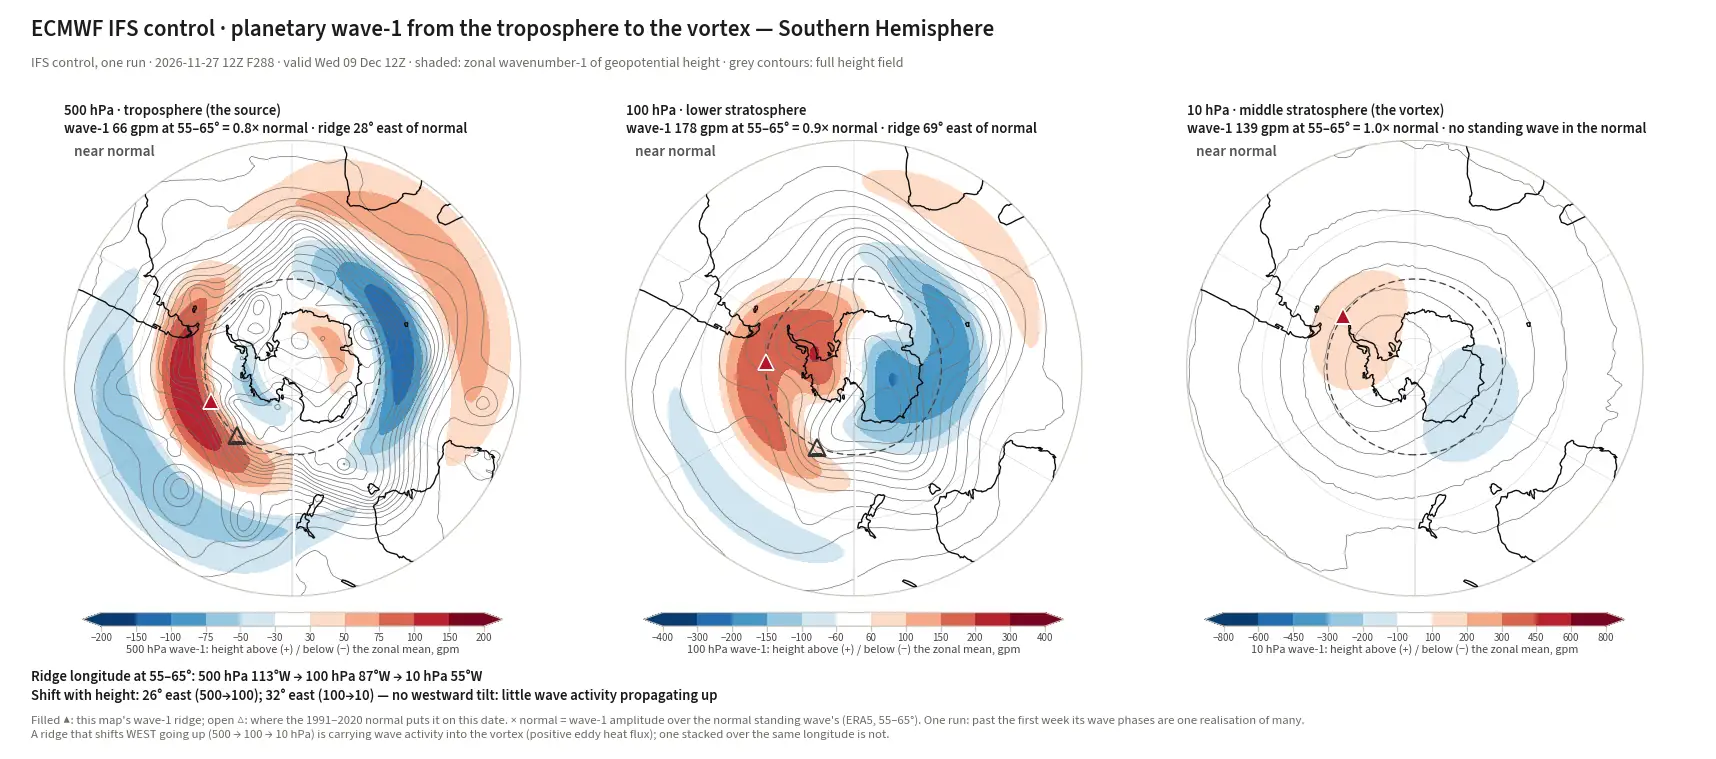 ECMWF IFS control · planetary wave-1 from the troposphere to the vortex — Southern Hemisphere
IFS control, one run · 2026-11-27 12Z F288 · valid Wed 09 Dec 12Z · shaded: zonal wavenumber-1 of geopotential height · grey contours: full height field
500 hPa · troposphere (the source)
wave-1 66 gpm at 55–65° = 0.8× normal · ridge 28° east of normal
near normal
100 hPa · lower stratosphere
wave-1 178 gpm at 55–65° = 0.9× normal · ridge 69° east of normal
near normal
10 hPa · middle stratosphere (the vortex)
wave-1 139 gpm at 55–65° = 1.0× normal · no standing wave in the normal
near normal
−200 −150 −100 −75 −50 −30 30 50 75 100 150 200
500 hPa wave-1: height above (+) / below (−) the zonal mean, gpm
−400 −300 −200 −150 −100 −60 60 100 150 200 300 400
100 hPa wave-1: height above (+) / below (−) the zonal mean, gpm
−800 −600 −450 −300 −200 −100 100 200 300 450 600 800
10 hPa wave-1: height above (+) / below (−) the zonal mean, gpm
Ridge longitude at 55–65°: 500 hPa 113°W → 100 hPa 87°W → 10 hPa 55°W
Shift with height: 26° east (500→100); 32° east (100→10) — no westward tilt: little wave activity propagating up
Filled ▲: this map's wave-1 ridge; open △: where the 1991–2020 normal puts it on this date. × normal = wave-1 amplitude over the normal standing wave's (ERA5, 55–65°). One run: past the first week its wave phases are one realisation of many.
A ridge that shifts WEST going up (500 → 100 → 10 hPa) is carrying wave activity into the vortex (positive eddy heat flux); one stacked over the same longitude is not.